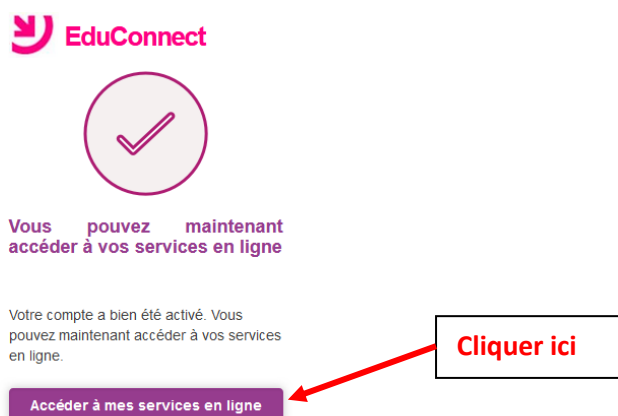 EduConnect
Vous pouvez maintenant
accéder à vos services en ligne
Votre compte a bien été activé. Vous
pouvez maintenant accéder à vos services
en ligne.
Cliquer ici
Accéder à mes services en ligne